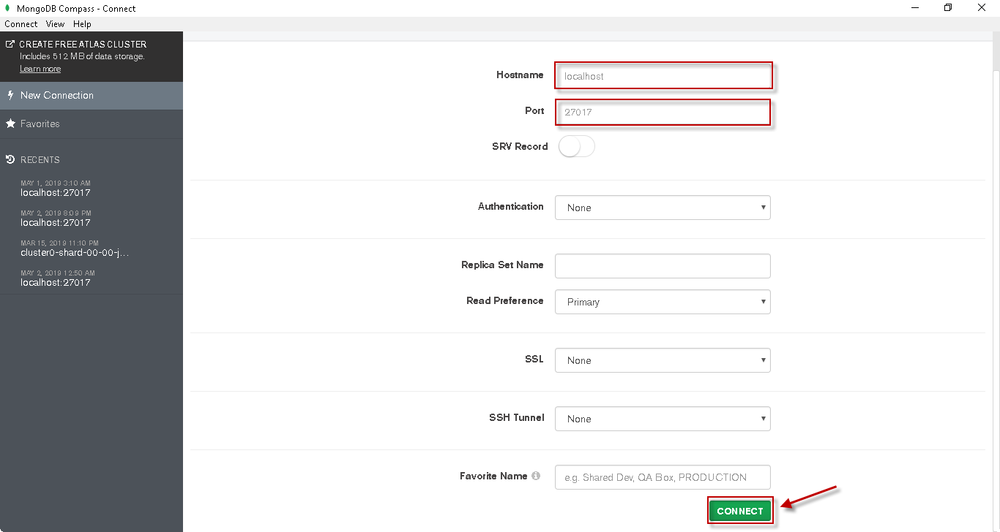 MongoDB Compass - Connect
Connect View Help
CREATE FREE ATLAS CLUSTER
Includes 512 MB of data storage.
Learn more
New Connection
Favorites
RECENTS
MAY 1, 2019 3:10 AM
localhost:27017
MAY 2, 2019 8:09 PM
localhost:27017
MAR 15, 2019 11:10 PM
cluster0-shard-00-00-j...
MAY 2, 2019 12:50 AM
localhost:27017
Hostname localhost
Port 27017
SRV Record
Authentication None
Replica Set Name
Read Preference Primary
SSL None
SSH Tunnel None
Favorite Name e.g. Shared Dev, QA Box, PRODUCTION
CONNECT